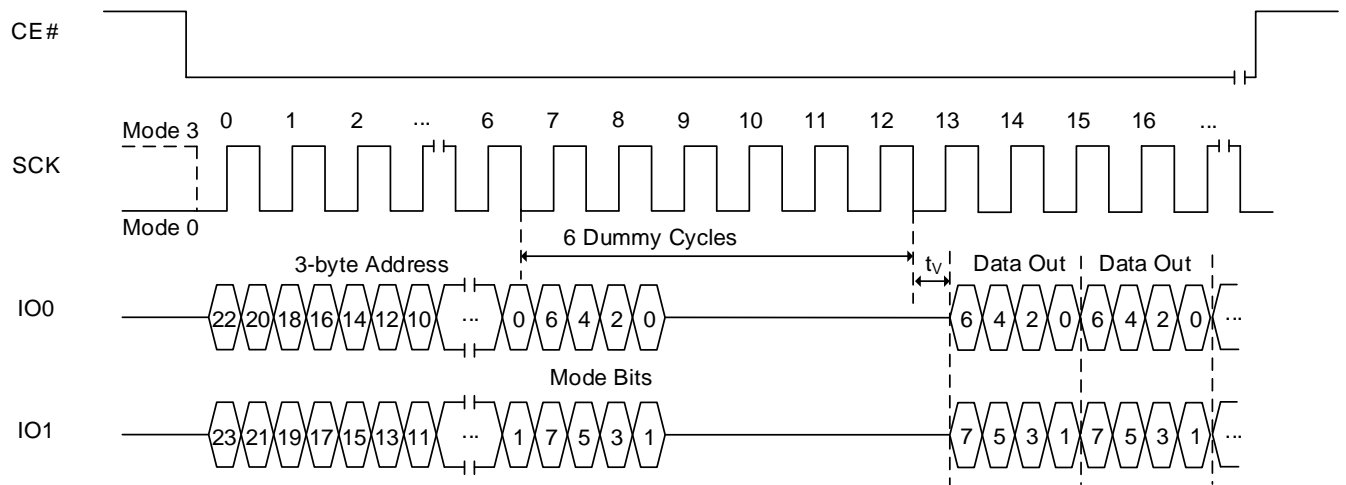 CE#
Mode 3
0 1 2 ... 6 7 8 9 10 11 12 13 14 15 16 ...
SCK
Mode 0
6 Dummy Cycles
3-byte Address
tV
Data Out
Data Out
IO0
22 20 18 16 14 12 10 ... 0 6 4 2 0 6 4 2 0 6 4 2 0 ...
Mode Bits
IO1
23 21 19 17 15 13 11 ... 1 7 5 3 1 7 5 3 1 7 5 3 1 ...